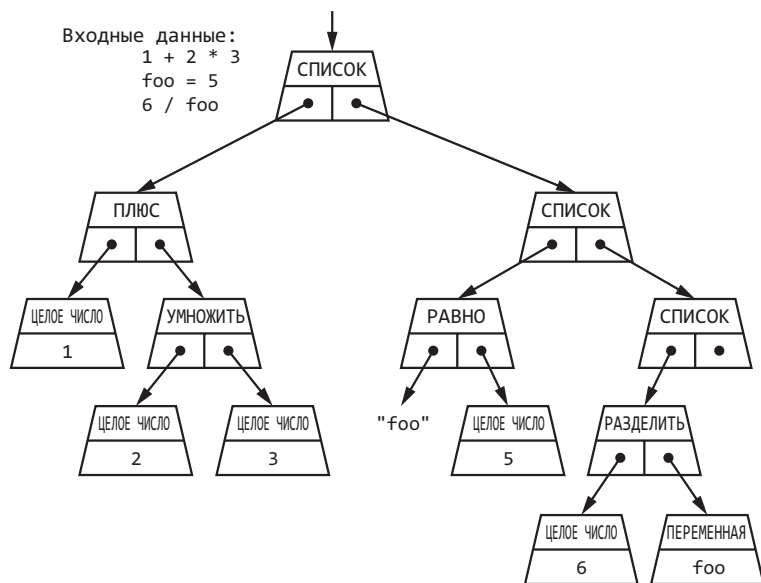 Входные данные:
1 + 2 * 3
foo = 5
6 / foo
СПИСОК
ПЛЮС
СПИСОК
ЦЕЛОЕ ЧИСЛО
1
УМНОЖИТЬ
РАВНО
СПИСОК
ЦЕЛОЕ ЧИСЛО
2
ЦЕЛОЕ ЧИСЛО
3
"foo"
ЦЕЛОЕ ЧИСЛО
5
РАЗДЕЛИТЬ
ЦЕЛОЕ ЧИСЛО
6
ПЕРЕМЕННАЯ
foo